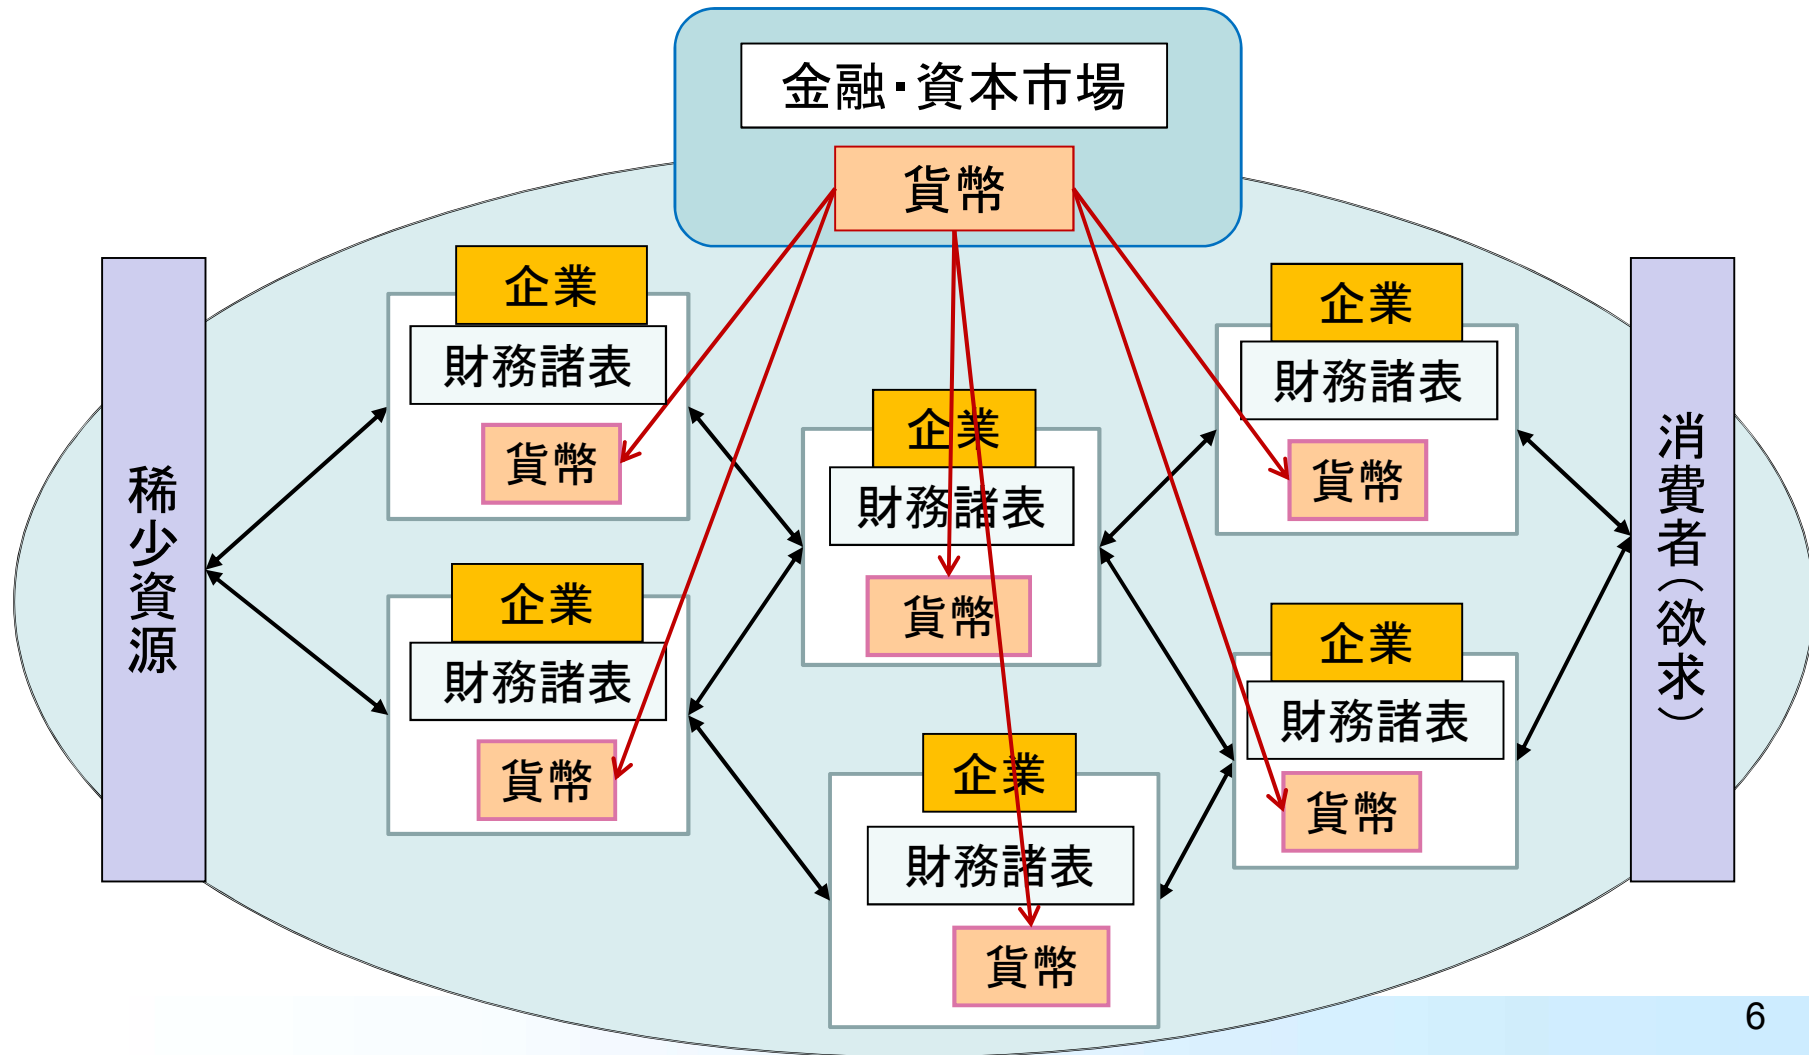 金融・資本市場
貨幣
稀少資源
企業
財務諸表
貨幣
企業
財務諸表
貨幣
企業
財務諸表
貨幣
企業
財務諸表
貨幣
企業
財務諸表
貨幣
企業
財務諸表
貨幣
消費者(欲求)
6